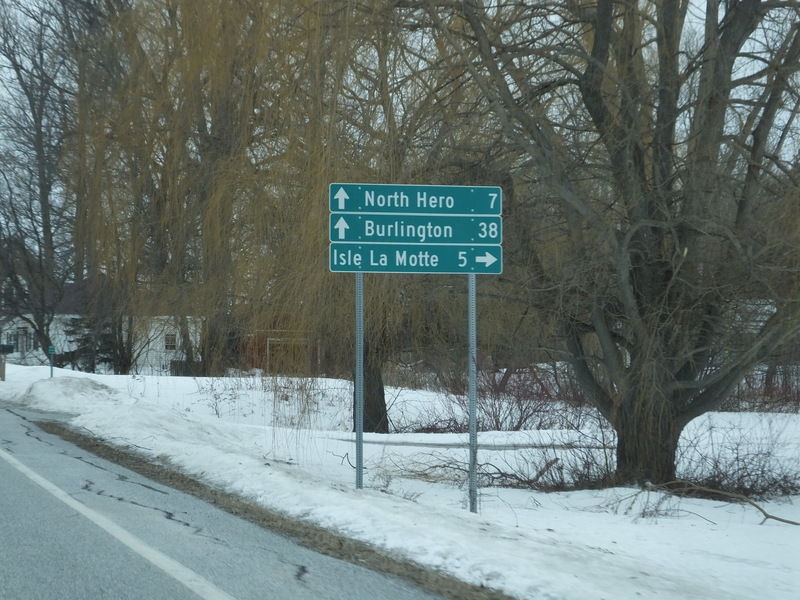 North Hero 7
Burlington 38
Isle La Motte 5